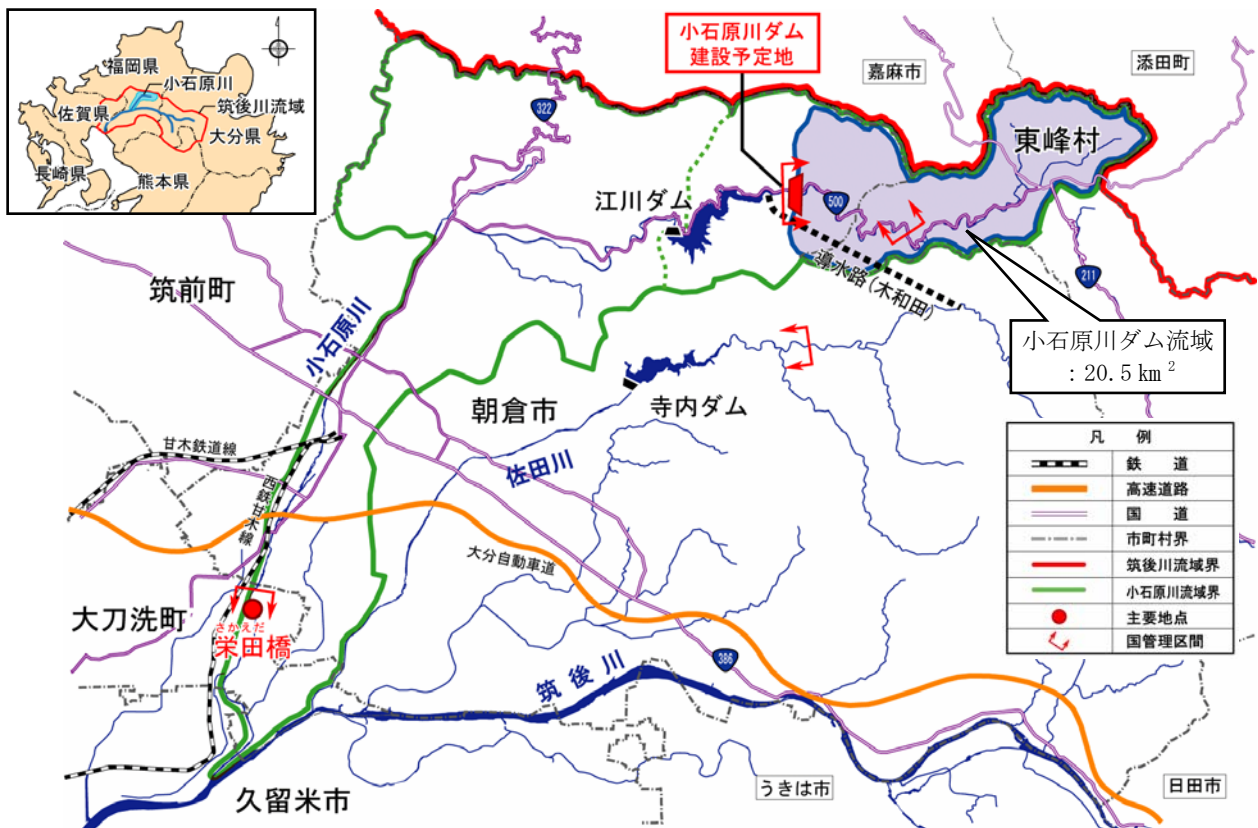 福岡県
小石原川
佐賀県
筑後川流域
大分県
長崎県
熊本県
小石原川ダム
建設予定地
嘉麻市
添田町
322
東峰村
江川ダム
500
筑前町
導水路(木和田)
211
小石原川
小石原川ダム流域
:20.5km²
朝倉市
寺内ダム
甘木鉄道線
佐田川
西鉄甘木線
大分自動車道
大刀洗町
さかえだ
栄田橋
筑後川
386
久留米市
うきは市
日田市
凡 例
鉄 道
高速道路
国 道
市町村界
筑後川流域界
小石原川流域界
主要地点
国管理区間